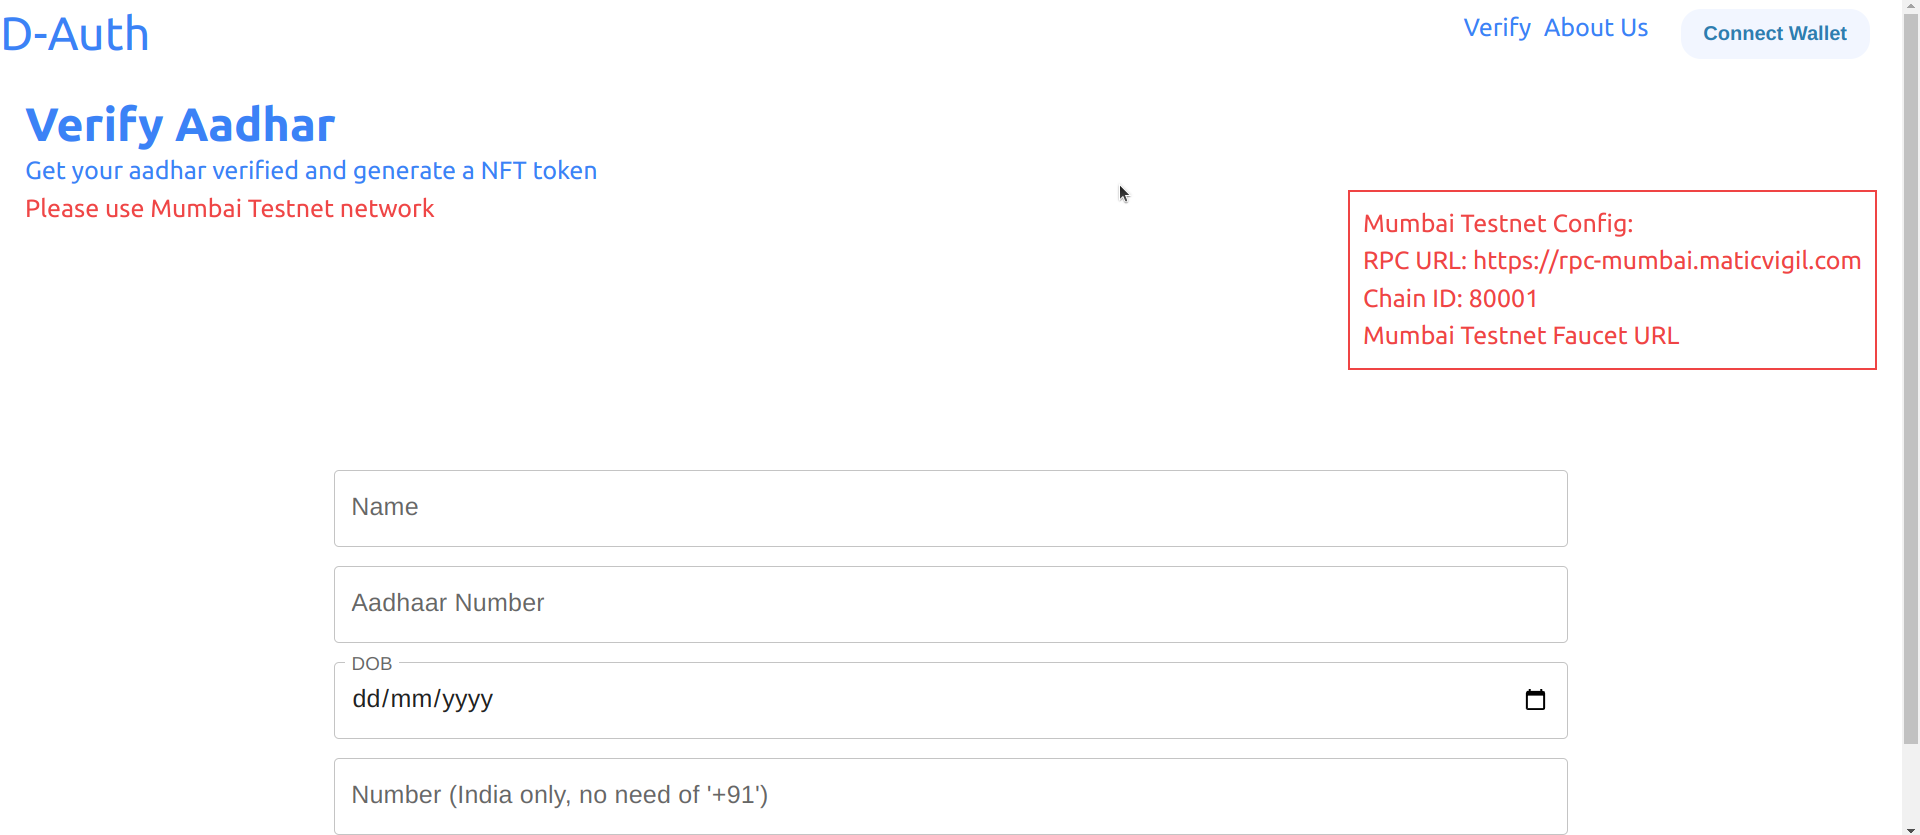 D-Auth
Verify About Us Connect Wallet
Verify Aadhar
Get your aadhar verified and generate a NFT token
Please use Mumbai Testnet network
Mumbai Testnet Config:
RPC URL: https://rpc-mumbai.maticvigil.com
Chain ID: 80001
Mumbai Testnet Faucet URL
Name
Aadhaar Number
DOB
dd/mm/yyyy
Number (India only, no need of '+91')